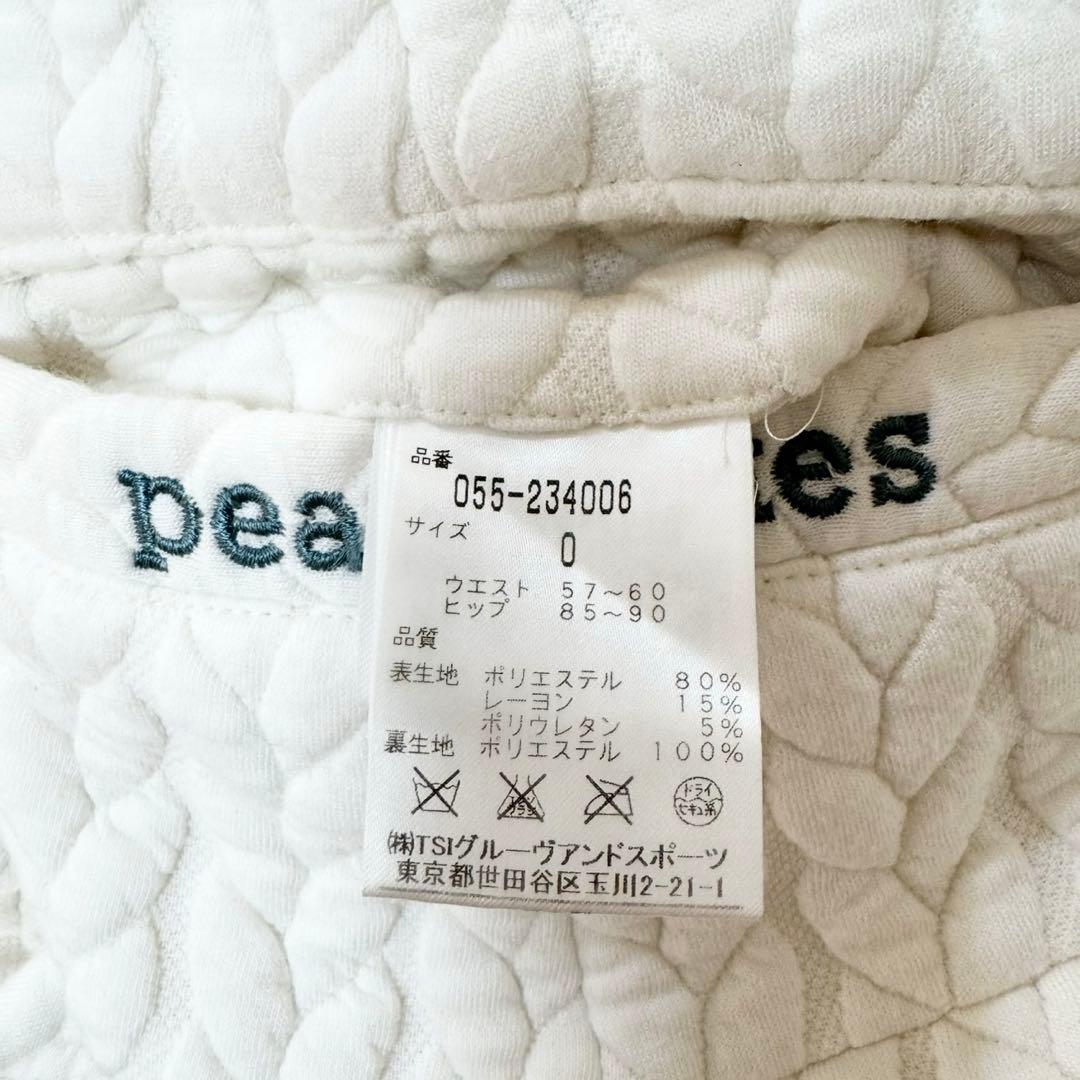 pea
tes
品番
055-234006
サイズ
0
ウエスト 57～60
ヒップ 85～90
品質
表生地 ポリエステル 80%
レーヨン 15%
ポリウレタン 5%
裏生地 ポリエステル 100%
ドライ
セキユ系
㈱TSIグルーヴアンドスポーツ
東京都世田谷区玉川2-21-1